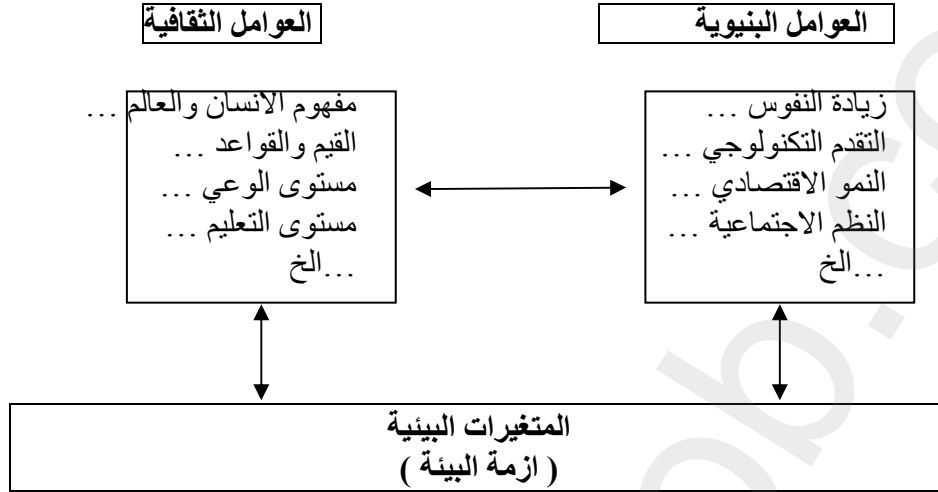 العوامل البنيوية
العوامل الثقافية
زيادة النفوس ...
التقدم التكنولوجي ...
النمو الاقتصادي ...
النظم الاجتماعية ...
...الخ
مفهوم الانسان والعالم ...
القيم والقواعد ...
مستوى الوعي ...
مستوى التعليم ...
...الخ
المتغيرات البيئية
( ازمة البيئة )